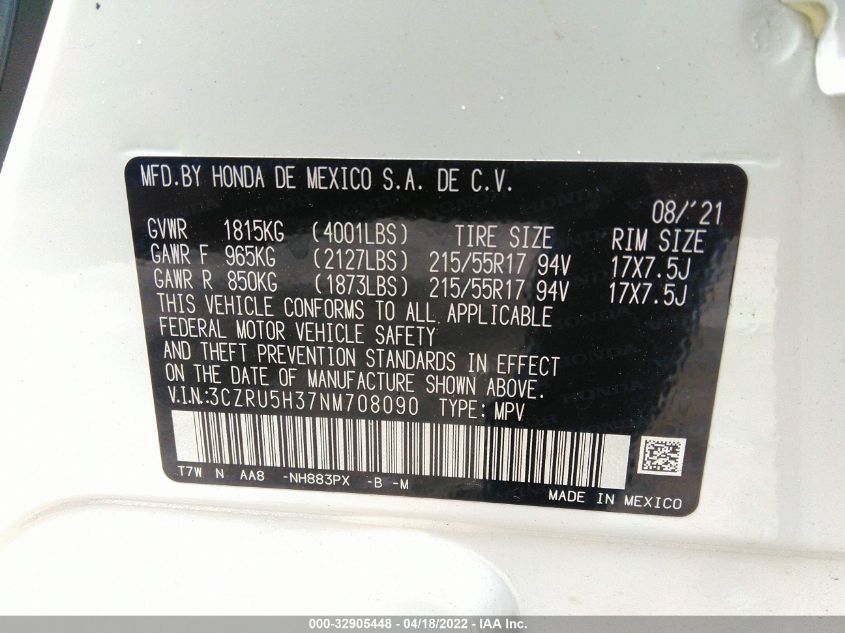 MFD.BY HONDA DE MEXICO S.A. DE C.V.
08/'21
GVWR 1815KG (4001LBS) TIRE SIZE RIM SIZE
GAWR F 965KG (2127LBS) 215/55R17 94V 17X7.5J
GAWR R 850KG (1873LBS) 215/55R17 94V 17X7.5J
THIS VEHICLE CONFORMS TO ALL APPLICABLE
FEDERAL MOTOR VEHICLE SAFETY
AND THEFT PREVENTION STANDARDS IN EFFECT
ON THE DATE OF MANUFACTURE SHOWN ABOVE.
V.I.N.:3CZRU5H37NM708090 TYPE: MPV
T7W N AA8 -NH883PX -B -M
MADE IN MEXICO
000-32905448 - 04/18/2022 - IAA Inc.